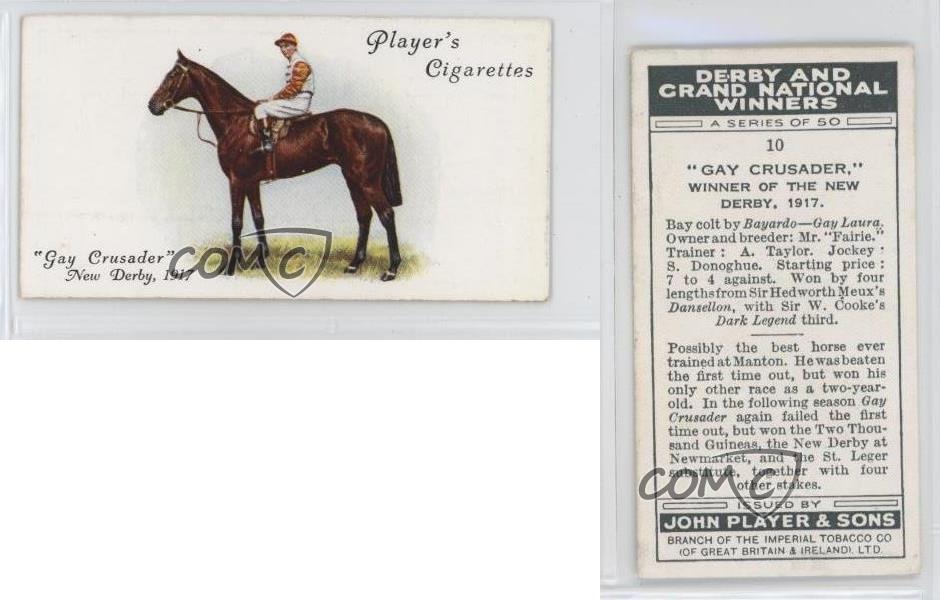 Player's
Cigarettes
"Gay Crusader"
New Derby, 1917
COMC
DERBY AND
GRAND NATIONAL
WINNERS
A SERIES OF 50
10
"GAY CRUSADER,"
WINNER OF THE NEW
DERBY, 1917.
Bay colt by Bayardo—Gay Laura.
Owner and breeder: Mr. "Fairie."
Trainer: A. Taylor. Jockey:
S. Donoghue. Starting price:
7 to 4 against. Won by four
lengths from Sir Hedworth Meux's
Dansellon, with Sir W. Cooke's
Dark Legend third.
Possibly the best horse ever
trained at Manton. He was beaten
the first time out, but won his
only other race as a two-year-
old. In the following season Gay
Crusader again failed the first
time out, but won the Two Thou-
sand Guineas, the New Derby at
Newmarket, and the St. Leger
substitute, together with four
other stakes.
COMC
ISSUED BY
JOHN PLAYER & SONS
BRANCH OF THE IMPERIAL TOBACCO CO
(OF GREAT BRITAIN & IRELAND), LTD.